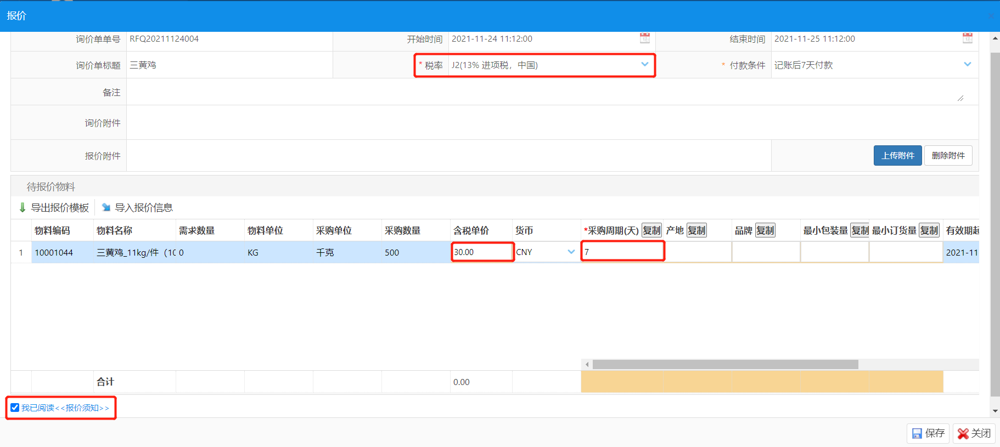 报价
询价单单号 RFQ20211124004 开始时间 2021-11-24 11:12:00 结束时间 2021-11-25 11:12:00
询价单标题 三黄鸡 * 税率 J2(13% 进项税，中国) * 付款条件 记账后7天付款
备注
询价附件
报价附件 上传附件 删除附件
待报价物料
导出报价模板 导入报价信息
物料编码 物料名称 需求数量 物料单位 采购单位 采购数量 含税单价 货币 *采购周期(天) 复制 产地 复制 品牌 复制 最小包装量 复制 最小订货量 复制 有效期起
1 10001044 三黄鸡_11kg/件（10 0 KG 千克 500 30.00 CNY 7 2021-11
合计 0.00
我已阅读<<报价须知>>
保存 关闭